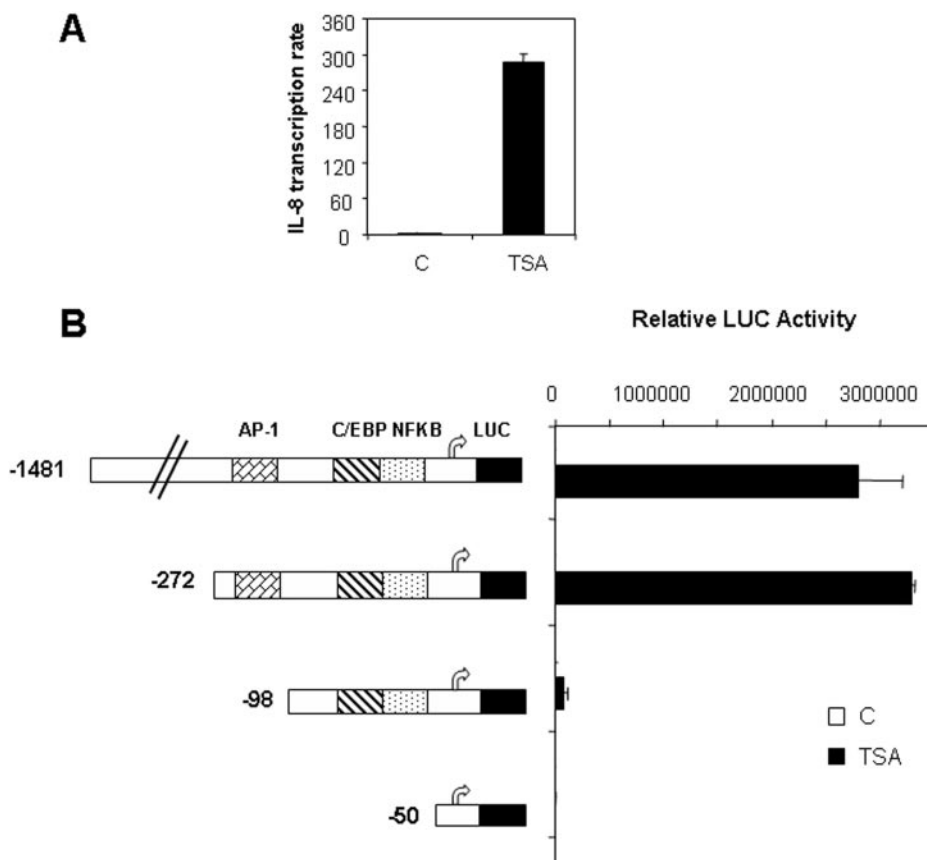 A
IL-8 transcription rate
360
300
240
180
120
60
0
C TSA
B
Relative LUC Activity
0 1000000 2000000 3000000
AP-1 C/EBP NFKB LUC
-1481
-272
-98
C
TSA
-50